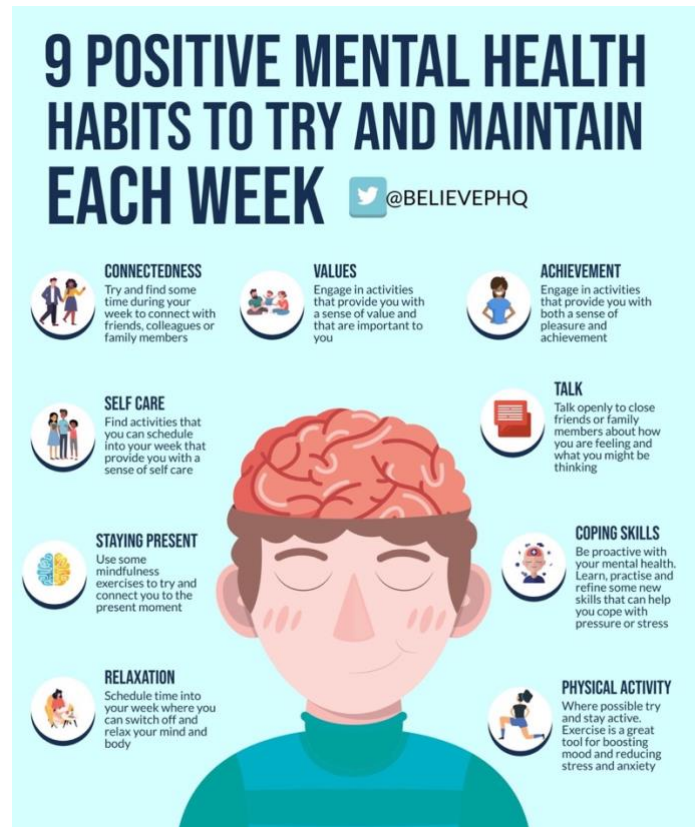 9 POSITIVE MENTAL HEALTH
HABITS TO TRY AND MAINTAIN
EACH WEEK
@BELIEVEPHQ
CONNECTEDNESS
Try and find some
time during your
week to connect with
friends, colleagues or
family members
VALUES
Engage in activities
that provide you with
a sense of value and
that are important to
you
ACHIEVEMENT
Engage in activities
that provide you with
both a sense of
pleasure and
achievement
SELF CARE
Find activities that
you can schedule
into your week that
provide you with a
sense of self care
TALK
Talk openly to close
friends or family
members about how
you are feeling and
what you might be
thinking
STAYING PRESENT
Use some
mindfulness
exercises to try and
connect you to the
present moment
COPING SKILLS
Be proactive with
your mental health.
Learn, practise and
refine some new
skills that can help
you cope with
pressure or stress
RELAXATION
Schedule time into
your week where you
can switch off and
relax your mind and
body
PHYSICAL ACTIVITY
Where possible try
and stay active.
Exercise is a great
tool for boosting
mood and reducing
stress and anxiety